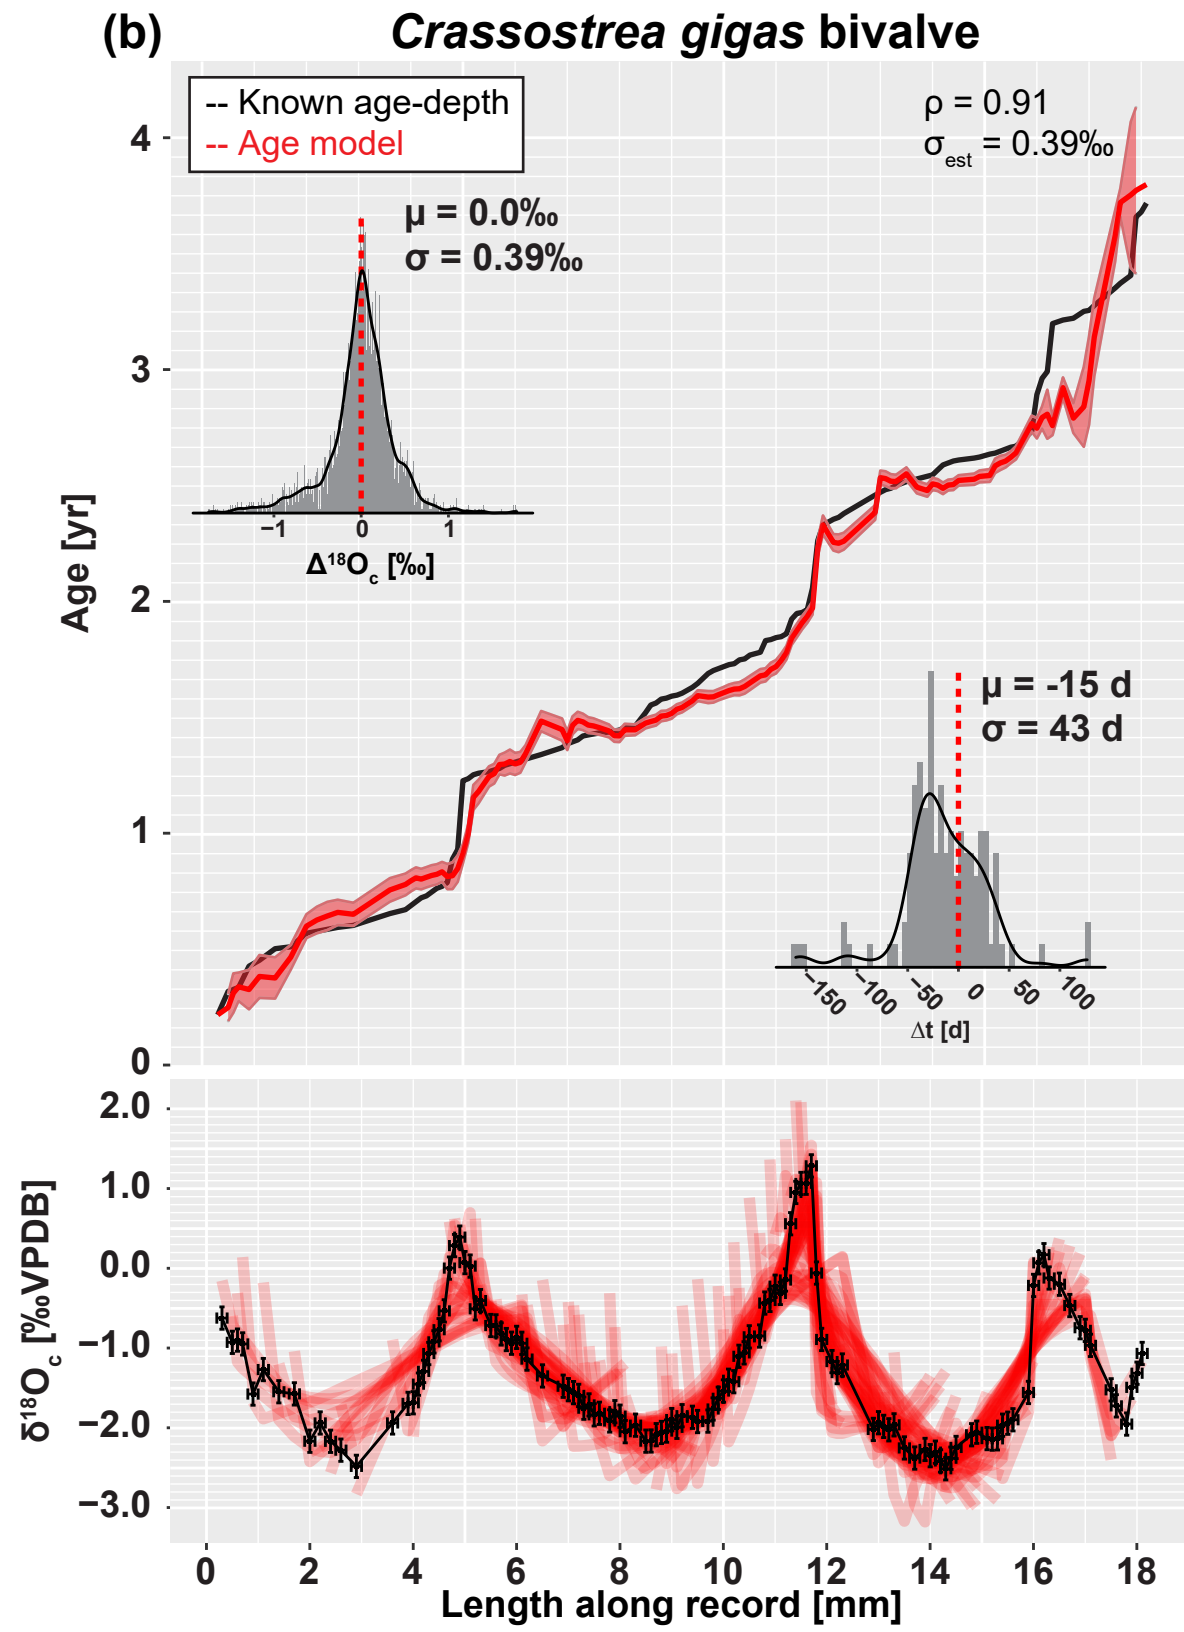 (b) Crassostrea gigas bivalve
-- Known age-depth
-- Age model
ρ = 0.91
σest = 0.39‰
μ = 0.0‰
σ = 0.39‰
−1 0 1
Δ¹⁸Oc [‰]
4
3
2
1
0
Age [yr]
μ = -15 d
σ = 43 d
−150 −100 −50 0 50 100
Δt [d]
2.0
1.0
0.0
−1.0
−2.0
−3.0
δ¹⁸Oc [‰VPDB]
0 2 4 6 8 10 12 14 16 18
Length along record [mm]